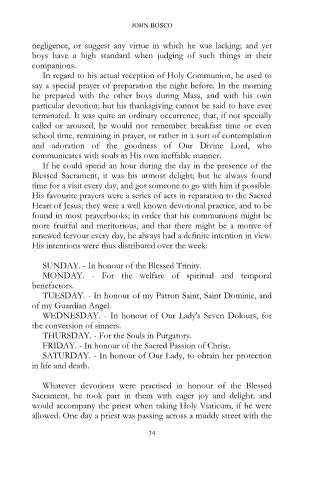 JOHN BOSCO
negligence, or suggest any virtue in which he was lacking; and yet
boys have a high standard when judging of such things in their
companions.
In regard to his actual reception of Holy Communion, he used to
say a special prayer of preparation the night before. In the morning
he prepared with the other boys during Mass, and with his own
particular devotion; but his thanksgiving cannot be said to have ever
terminated. It was quite an ordinary occurrence, that, if not specially
called or aroused, he would not remember breakfast time or even
school time, remaining in prayer, or rather in a sort of contemplation
and adoration of the goodness of Our Divine Lord, who
communicates with souls in His own ineffable manner.
If he could spend an hour during the day in the presence of the
Blessed Sacrament, it was his utmost delight; but he always found
time for a visit every day, and got someone to go with him if possible.
His favourite prayers were a series of acts in reparation to the Sacred
Heart of Jesus; they were a well known devotional practice, and to be
found in most prayerbooks; in order that his communions might be
more fruitful and meritorious, and that there might be a motive of
renewed fervour every day, he always had a definite intention in view.
His intentions were thus distributed over the week:
SUNDAY. - In honour of the Blessed Trinity.
MONDAY. - For the welfare of spiritual and temporal
benefactors.
TUESDAY. - In honour of my Patron Saint, Saint Dominic, and
of my Guardian Angel.
WEDNESDAY. - In honour of Our Lady's Seven Dolours, for
the conversion of sinners.
THURSDAY. - For the Souls in Purgatory.
FRIDAY. - In honour of the Sacred Passion of Christ.
SATURDAY. - In honour of Our Lady, to obtain her protection
in life and death.
Whatever devotions were practised in honour of the Blessed
Sacrament, he took part in them with eager joy and delight; and
would accompany the priest when taking Holy Viaticum, if he were
allowed. One day a priest was passing across a muddy street with the
34